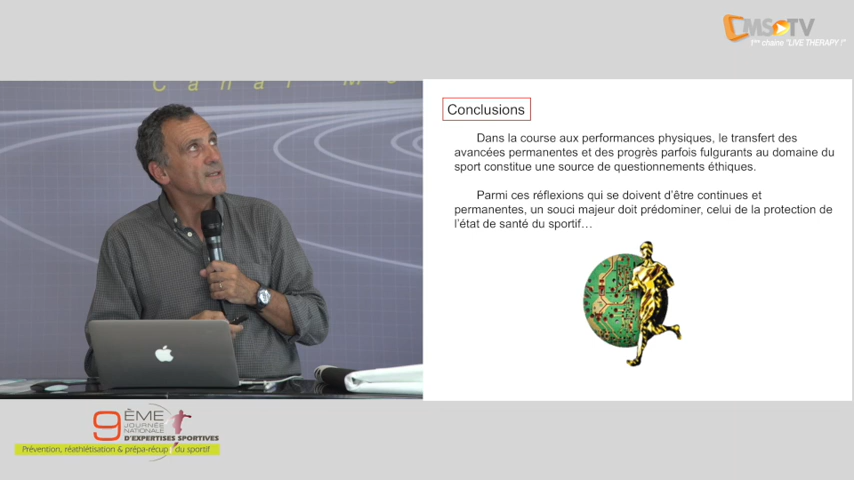 CMS TV
1ère chaîne "LIVE THERAPY !"
Canal M
Conclusions
Dans la course aux performances physiques, le transfert des
avancées permanentes et des progrès parfois fulgurants au domaine du
sport constitue une source de questionnements éthiques.
Parmi ces réflexions qui se doivent d'être continues et
permanentes, un souci majeur doit prédominer, celui de la protection de
l'état de santé du sportif…
9ÈME
JOURNÉE
NATIONALE
D'EXPERTISES SPORTIVES
Prévention, réathlétisation & prépa-récup du sportif